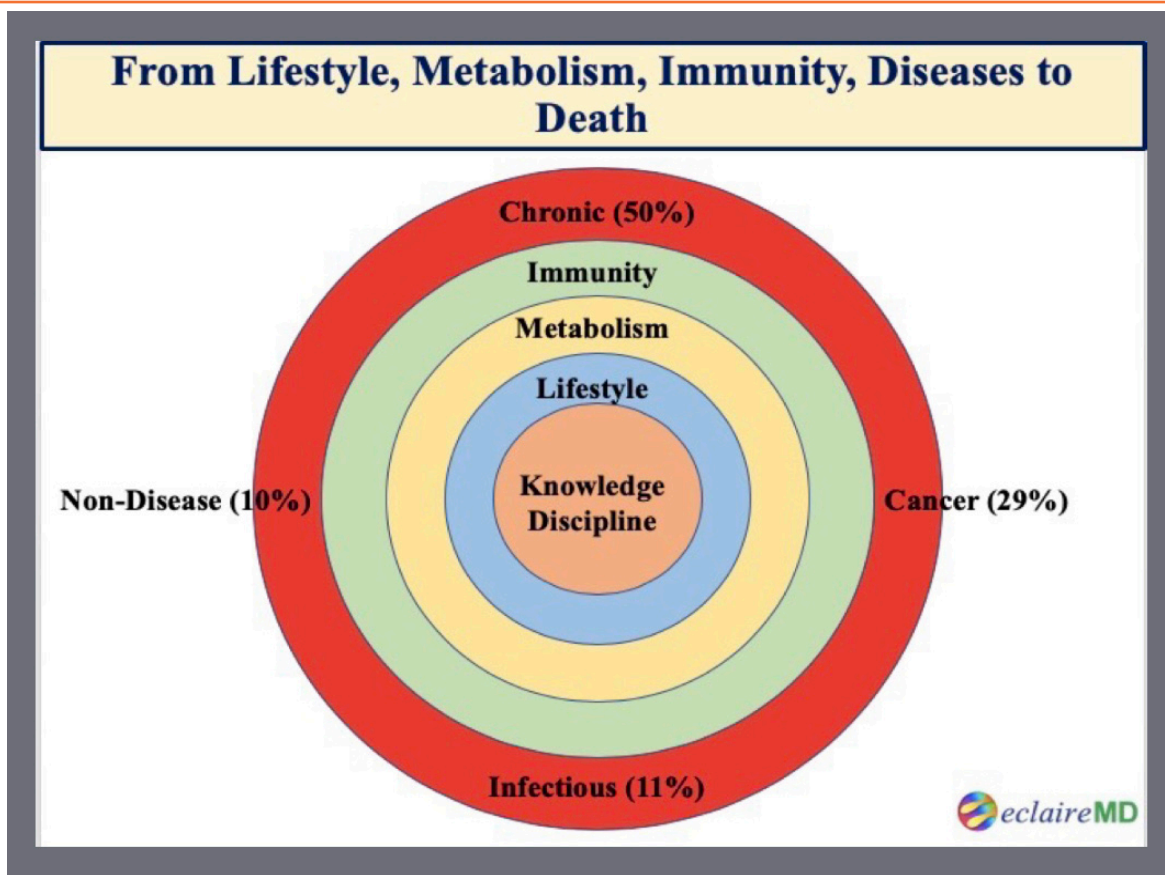 From Lifestyle, Metabolism, Immunity, Diseases to
Death
Chronic (50%)
Immunity
Metabolism
Lifestyle
Knowledge
Discipline
Non-Disease (10%)
Cancer (29%)
Infectious (11%)
eclaireMD